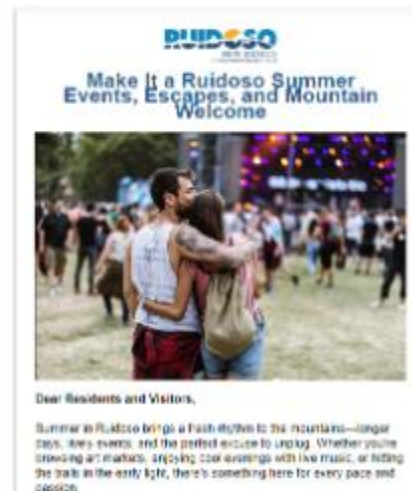 RUIDOSO
NEW MEXICO
Make It a Ruidoso Summer
Events, Escapes, and Mountain
Welcome
Dear Residents and Visitors,
Summer in Ruidoso brings a fresh rhythm to the mountains—longer
days, lively events, and the perfect excuse to unplug. Whether you're
browsing art markets, enjoying cool evenings with live music, or hitting
the trails in the early light, there's something here for every pace and
passion